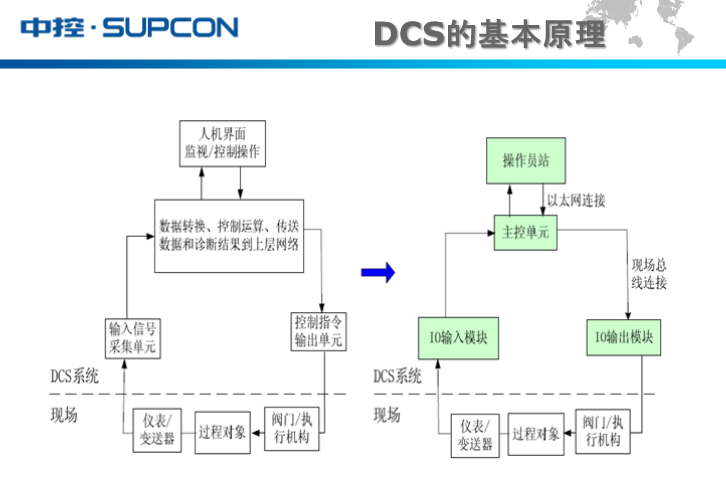 中控·SUPCON
DCS的基本原理
人机界面
监视/控制操作
数据转换、控制运算、传送
数据和诊断结果到上层网络
输入信号
采集单元
控制指令
输出单元
DCS系统
现场
仪表/
变送器
过程对象
阀门/执
行机构
操作员站
以太网连接
主控单元
现场总
线连接
IO输入模块
IO输出模块
DCS系统
现场
仪表/
变送器
过程对象
阀门/执
行机构